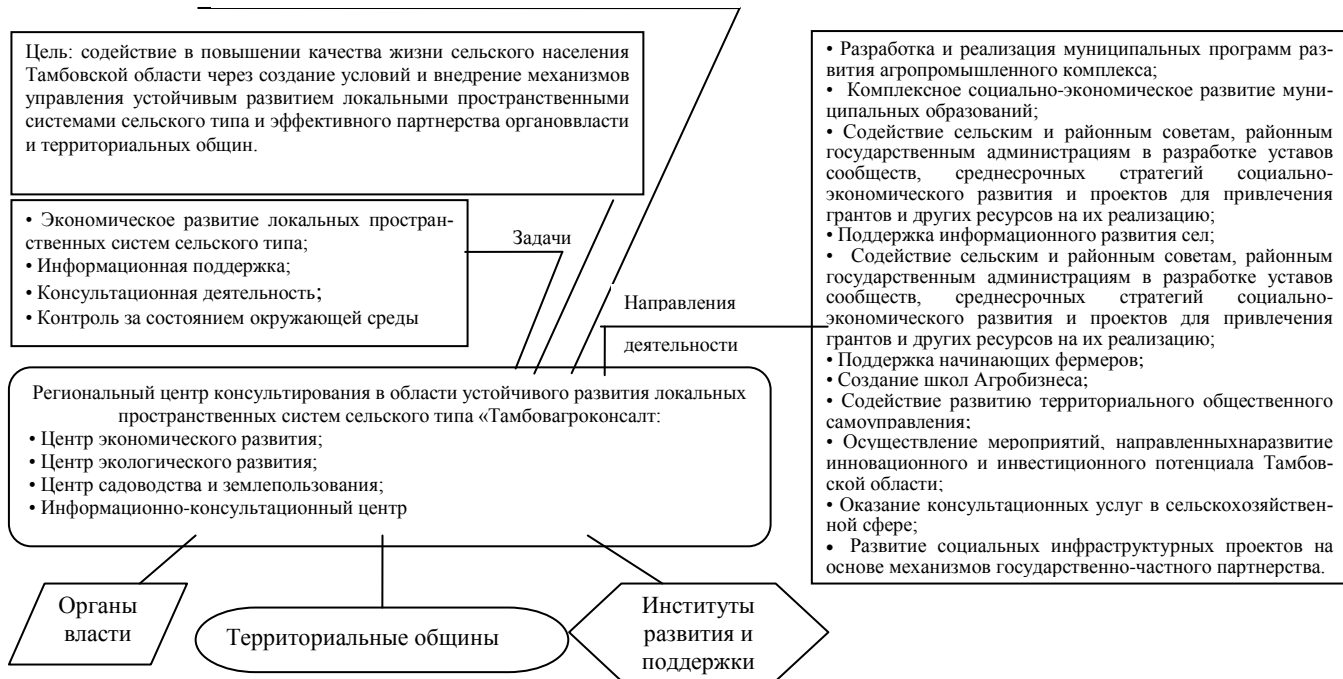 Цель: содействие в повышении качества жизни сельского населения
Тамбовской области через создание условий и внедрение механизмов
управления устойчивым развитием локальными пространственными
системами сельского типа и эффективного партнерства органоввласти
и территориальных общин.
• Экономическое развитие локальных простран-
ственных систем сельского типа;
• Информационная поддержка;
• Консультационная деятельность;
• Контроль за состоянием окружающей среды
Задачи
Направления
деятельности
Региональный центр консультирования в области устойчивого развития локальных
пространственных систем сельского типа «Тамбовагроконсалт:
• Центр экономического развития;
• Центр экологического развития;
• Центр садоводства и землепользования;
• Информационно-консультационный центр
Органы
власти
Территориальные общины
Институты
развития и
поддержки
• Разработка и реализация муниципальных программ раз-
вития агропромышленного комплекса;
• Комплексное социально-экономическое развитие муни-
ципальных образований;
• Содействие сельским и районным советам, районным
государственным администрациям в разработке уставов
сообществ, среднесрочных стратегий социально-
экономического развития и проектов для привлечения
грантов и других ресурсов на их реализацию;
• Поддержка информационного развития сел;
• Содействие сельским и районным советам, районным
государственным администрациям в разработке уставов
сообществ, среднесрочных стратегий социально-
экономического развития и проектов для привлечения
грантов и других ресурсов на их реализацию;
• Поддержка начинающих фермеров;
• Создание школ Агробизнеса;
• Содействие развитию территориального общественного
самоуправления;
• Осуществление мероприятий, направленныхнаразвитие
инновационного и инвестиционного потенциала Тамбов-
ской области;
• Оказание консультационных услуг в сельскохозяйствен-
ной сфере;
• Развитие социальных инфраструктурных проектов на
основе механизмов государственно-частного партнерства.